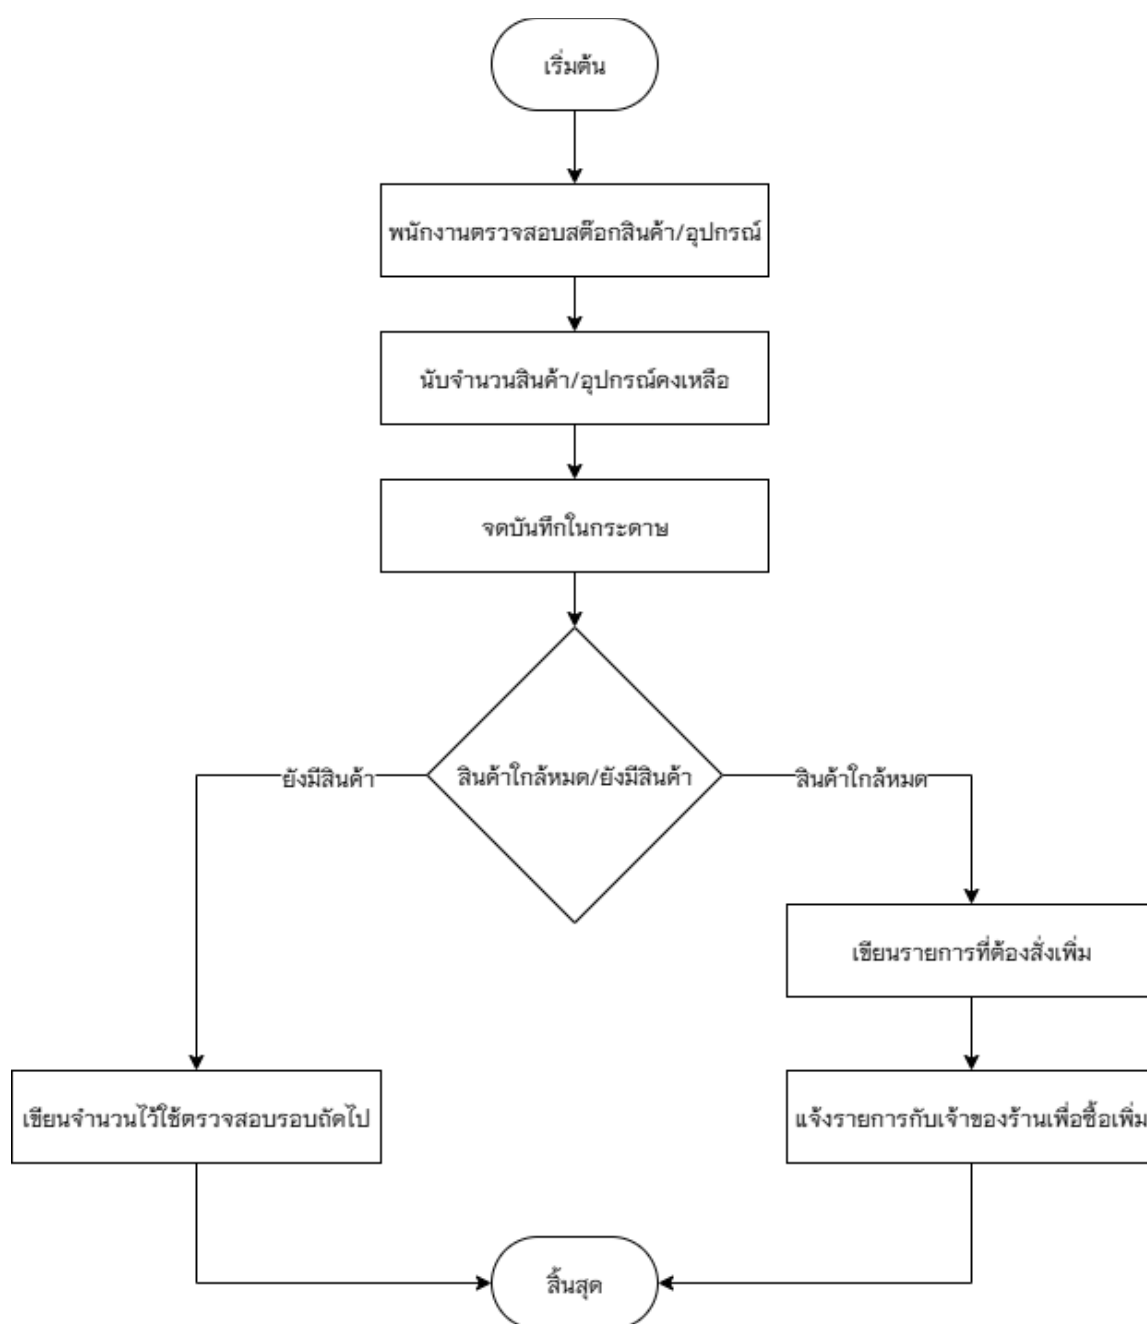 เริ่มต้น
พนักงานตรวจสอบสต๊อกสินค้า/อุปกรณ์
นับจำนวนสินค้า/อุปกรณ์คงเหลือ
จดบันทึกในกระดาษ
ยังมีสินค้า
สินค้าใกล้หมด/ยังมีสินค้า
สินค้าใกล้หมด
เขียนรายการที่ต้องสั่งเพิ่ม
เขียนจำนวนไว้ใช้ตรวจสอบรอบถัดไป
แจ้งรายการกับเจ้าของร้านเพื่อซื้อเพิ่ม
สิ้นสุด